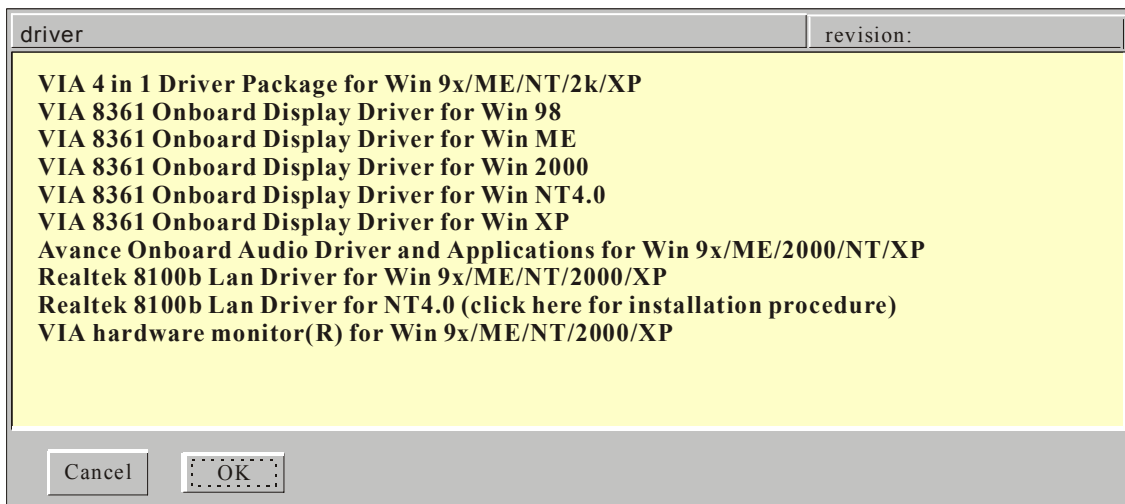 driver revision:
VIA 4 in 1 Driver Package for Win 9x/ME/NT/2k/XP
VIA 8361 Onboard Display Driver for Win 98
VIA 8361 Onboard Display Driver for Win ME
VIA 8361 Onboard Display Driver for Win 2000
VIA 8361 Onboard Display Driver for Win NT4.0
VIA 8361 Onboard Display Driver for Win XP
Avance Onboard Audio Driver and Applications for Win 9x/ME/2000/NT/XP
Realtek 8100b Lan Driver for Win 9x/ME/NT/2000/XP
Realtek 8100b Lan Driver for NT4.0 (click here for installation procedure)
VIA hardware monitor(R) for Win 9x/ME/NT/2000/XP
Cancel OK